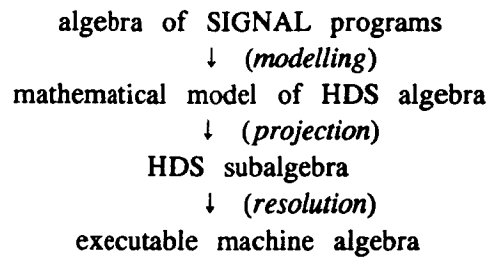 algebra of SIGNAL programs
↓ (modelling)
mathematical model of HDS algebra
↓ (projection)
HDS subalgebra
↓ (resolution)
executable machine algebra